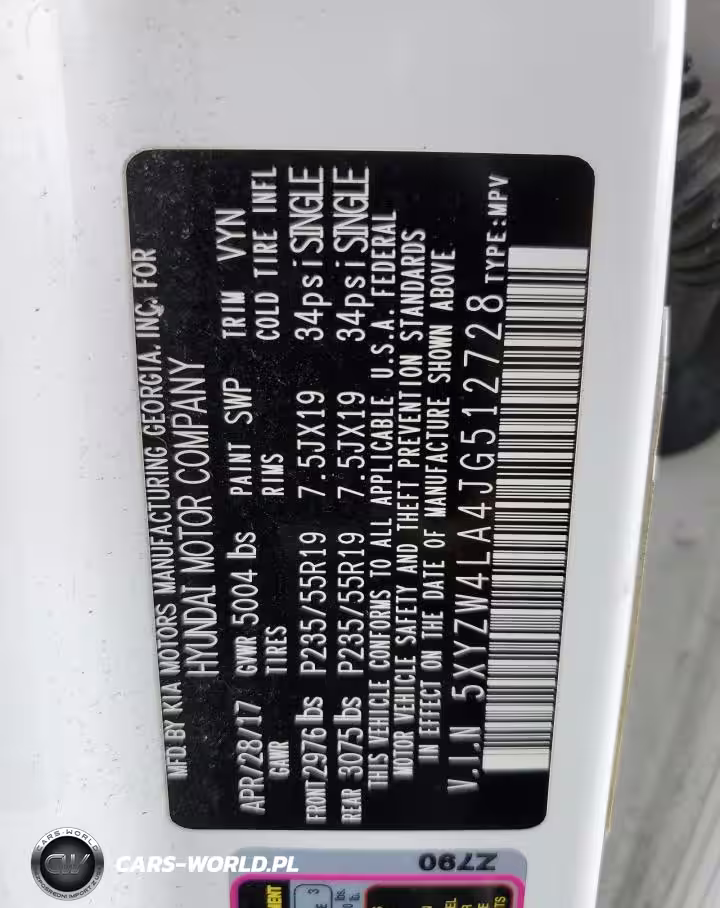 MFD. BY KIA MOTORS MANUFACTURING GEORGIA, INC. FOR
HYUNDAI MOTOR COMPANY
APR/28/17 GVWR 5004 lbs PAINT SWP TRIM VYN
GAWR TIRES RIMS COLD TIRE INFL
FRONT 2976 lbs P235/55R19 7.5JX19 34psi SINGLE
REAR 3075 lbs P235/55R19 7.5JX19 34psi SINGLE
THIS VEHICLE CONFORMS TO ALL APPLICABLE U.S.A. FEDERAL
MOTOR VEHICLE SAFETY AND THEFT PREVENTION STANDARDS
IN EFFECT ON THE DATE OF MANUFACTURE SHOWN ABOVE.
V.I.N 5XYZW4LA4JG512728 TYPE:MPV
Z790
CARS-WORLD
CW
CARS-WORLD.PL